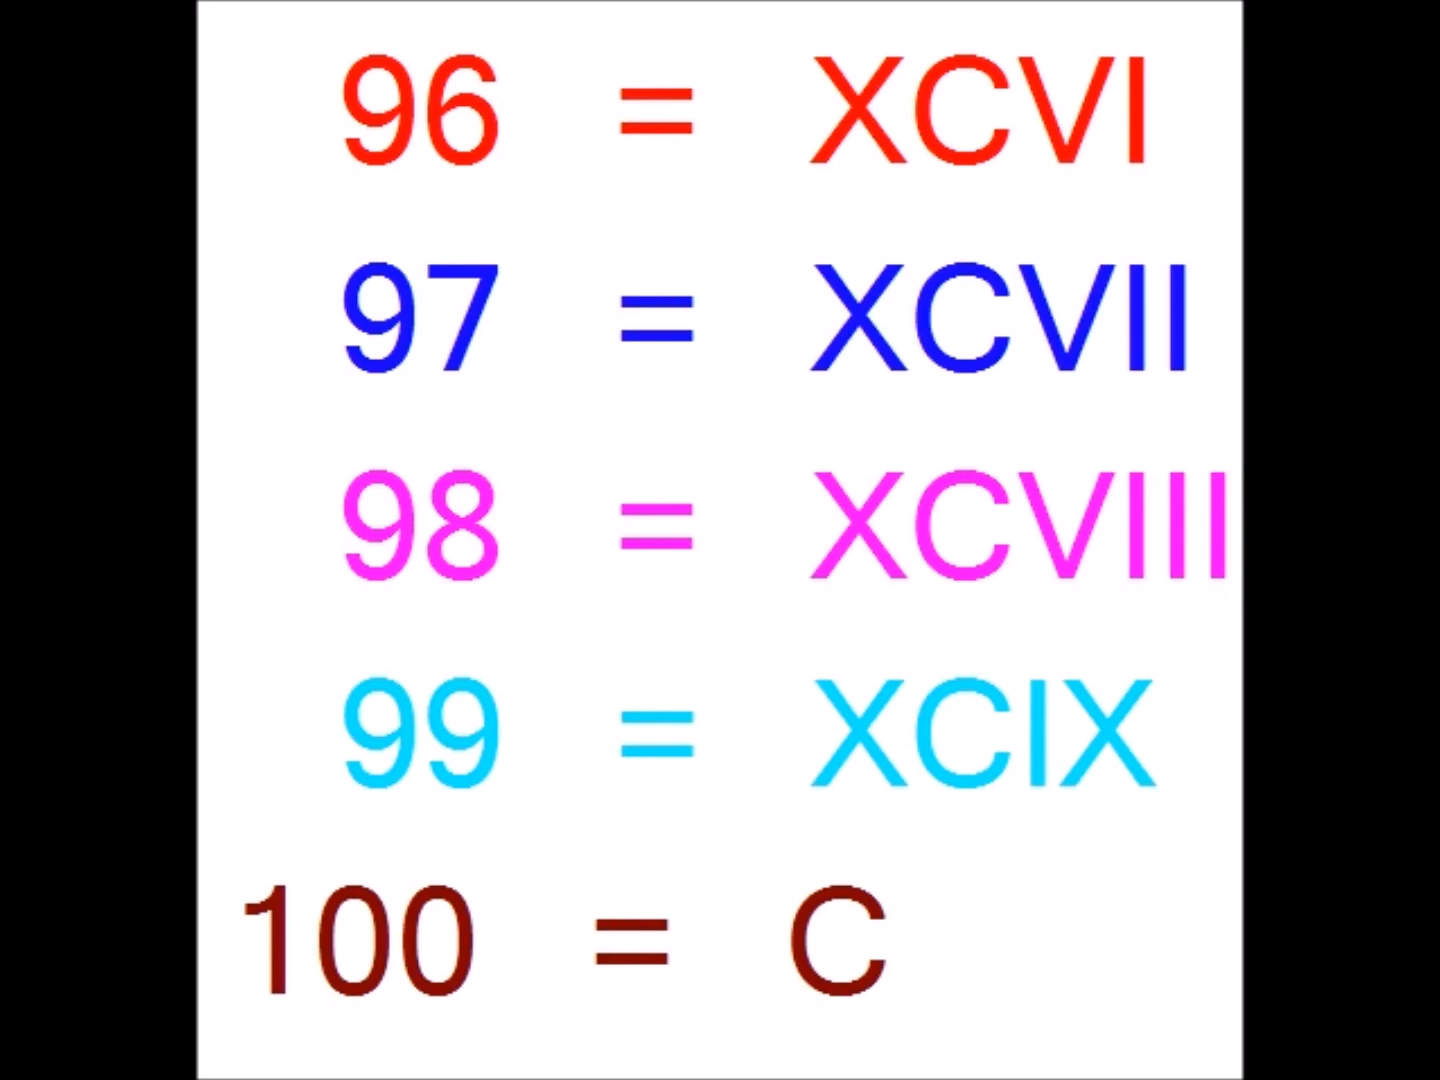 96 = XCVI
97 = XCVII
98 = XCVIII
99 = XCIX
100 = C